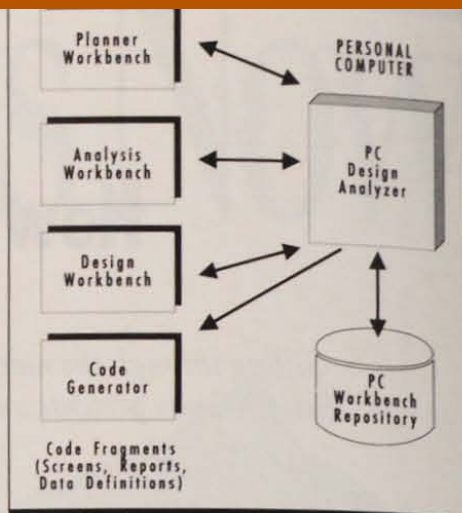 Planner
Workbench
PERSONAL
COMPUTER
Analysis
Workbench
PC
Design
Analyzer
Design
Workbench
Code
Generator
PC
Workbench
Repository
Code Fragments
(Screens, Reports,
Data Definitions)